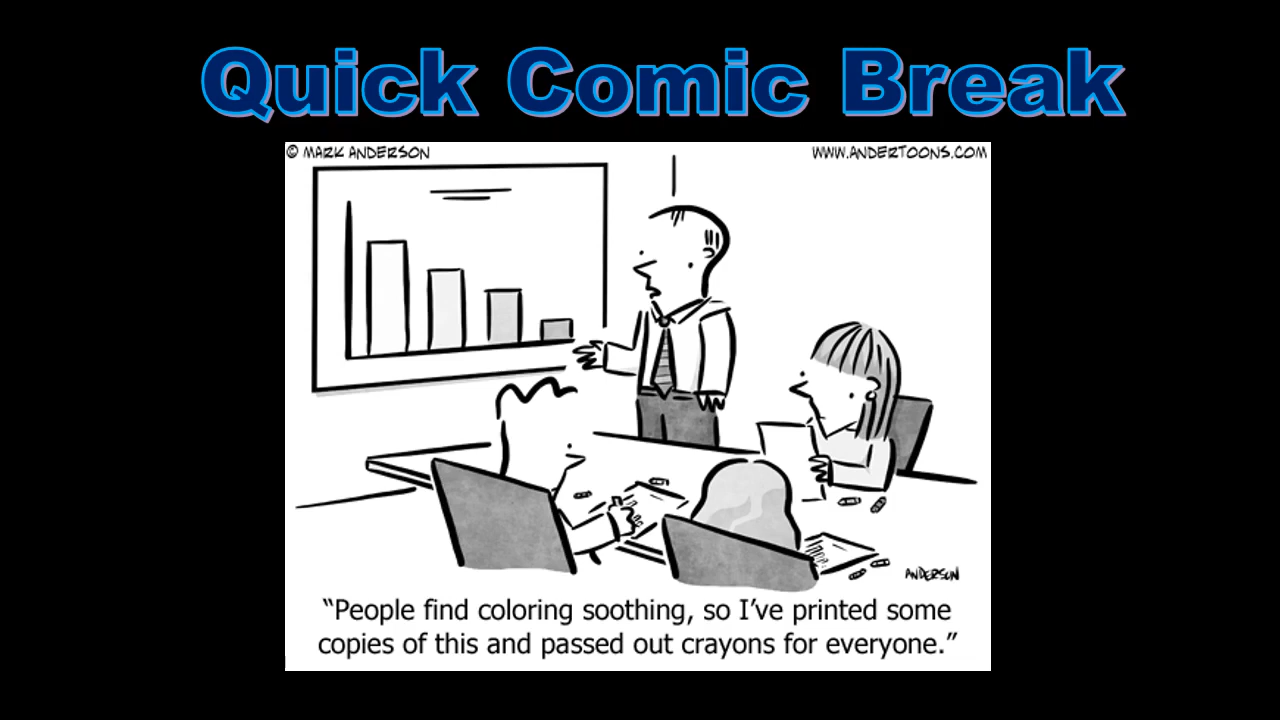 Quick Comic Break
© MARK ANDERSON
WWW.ANDERTOONS.COM
ANDERSON
“People find coloring soothing, so I’ve printed some
copies of this and passed out crayons for everyone.”